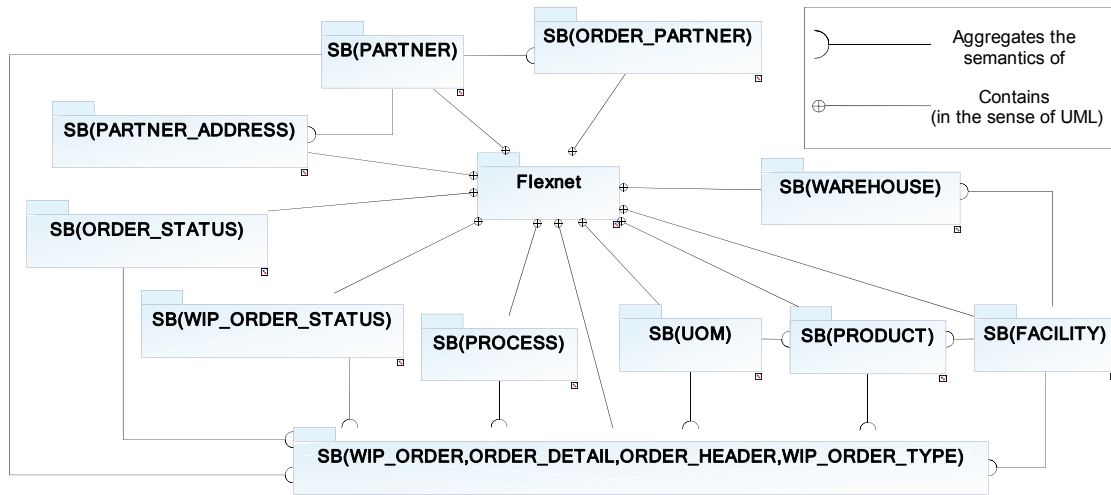 SB(PARTNER)
SB(ORDER_PARTNER)
Aggregates the
semantics of
Contains
(in the sense of UML)
SB(PARTNER_ADDRESS)
Flexnet
SB(WAREHOUSE)
SB(ORDER_STATUS)
SB(WIP_ORDER_STATUS)
SB(PROCESS)
SB(UOM)
SB(PRODUCT)
SB(FACILITY)
SB(WIP_ORDER,ORDER_DETAIL,ORDER_HEADER,WIP_ORDER_TYPE)